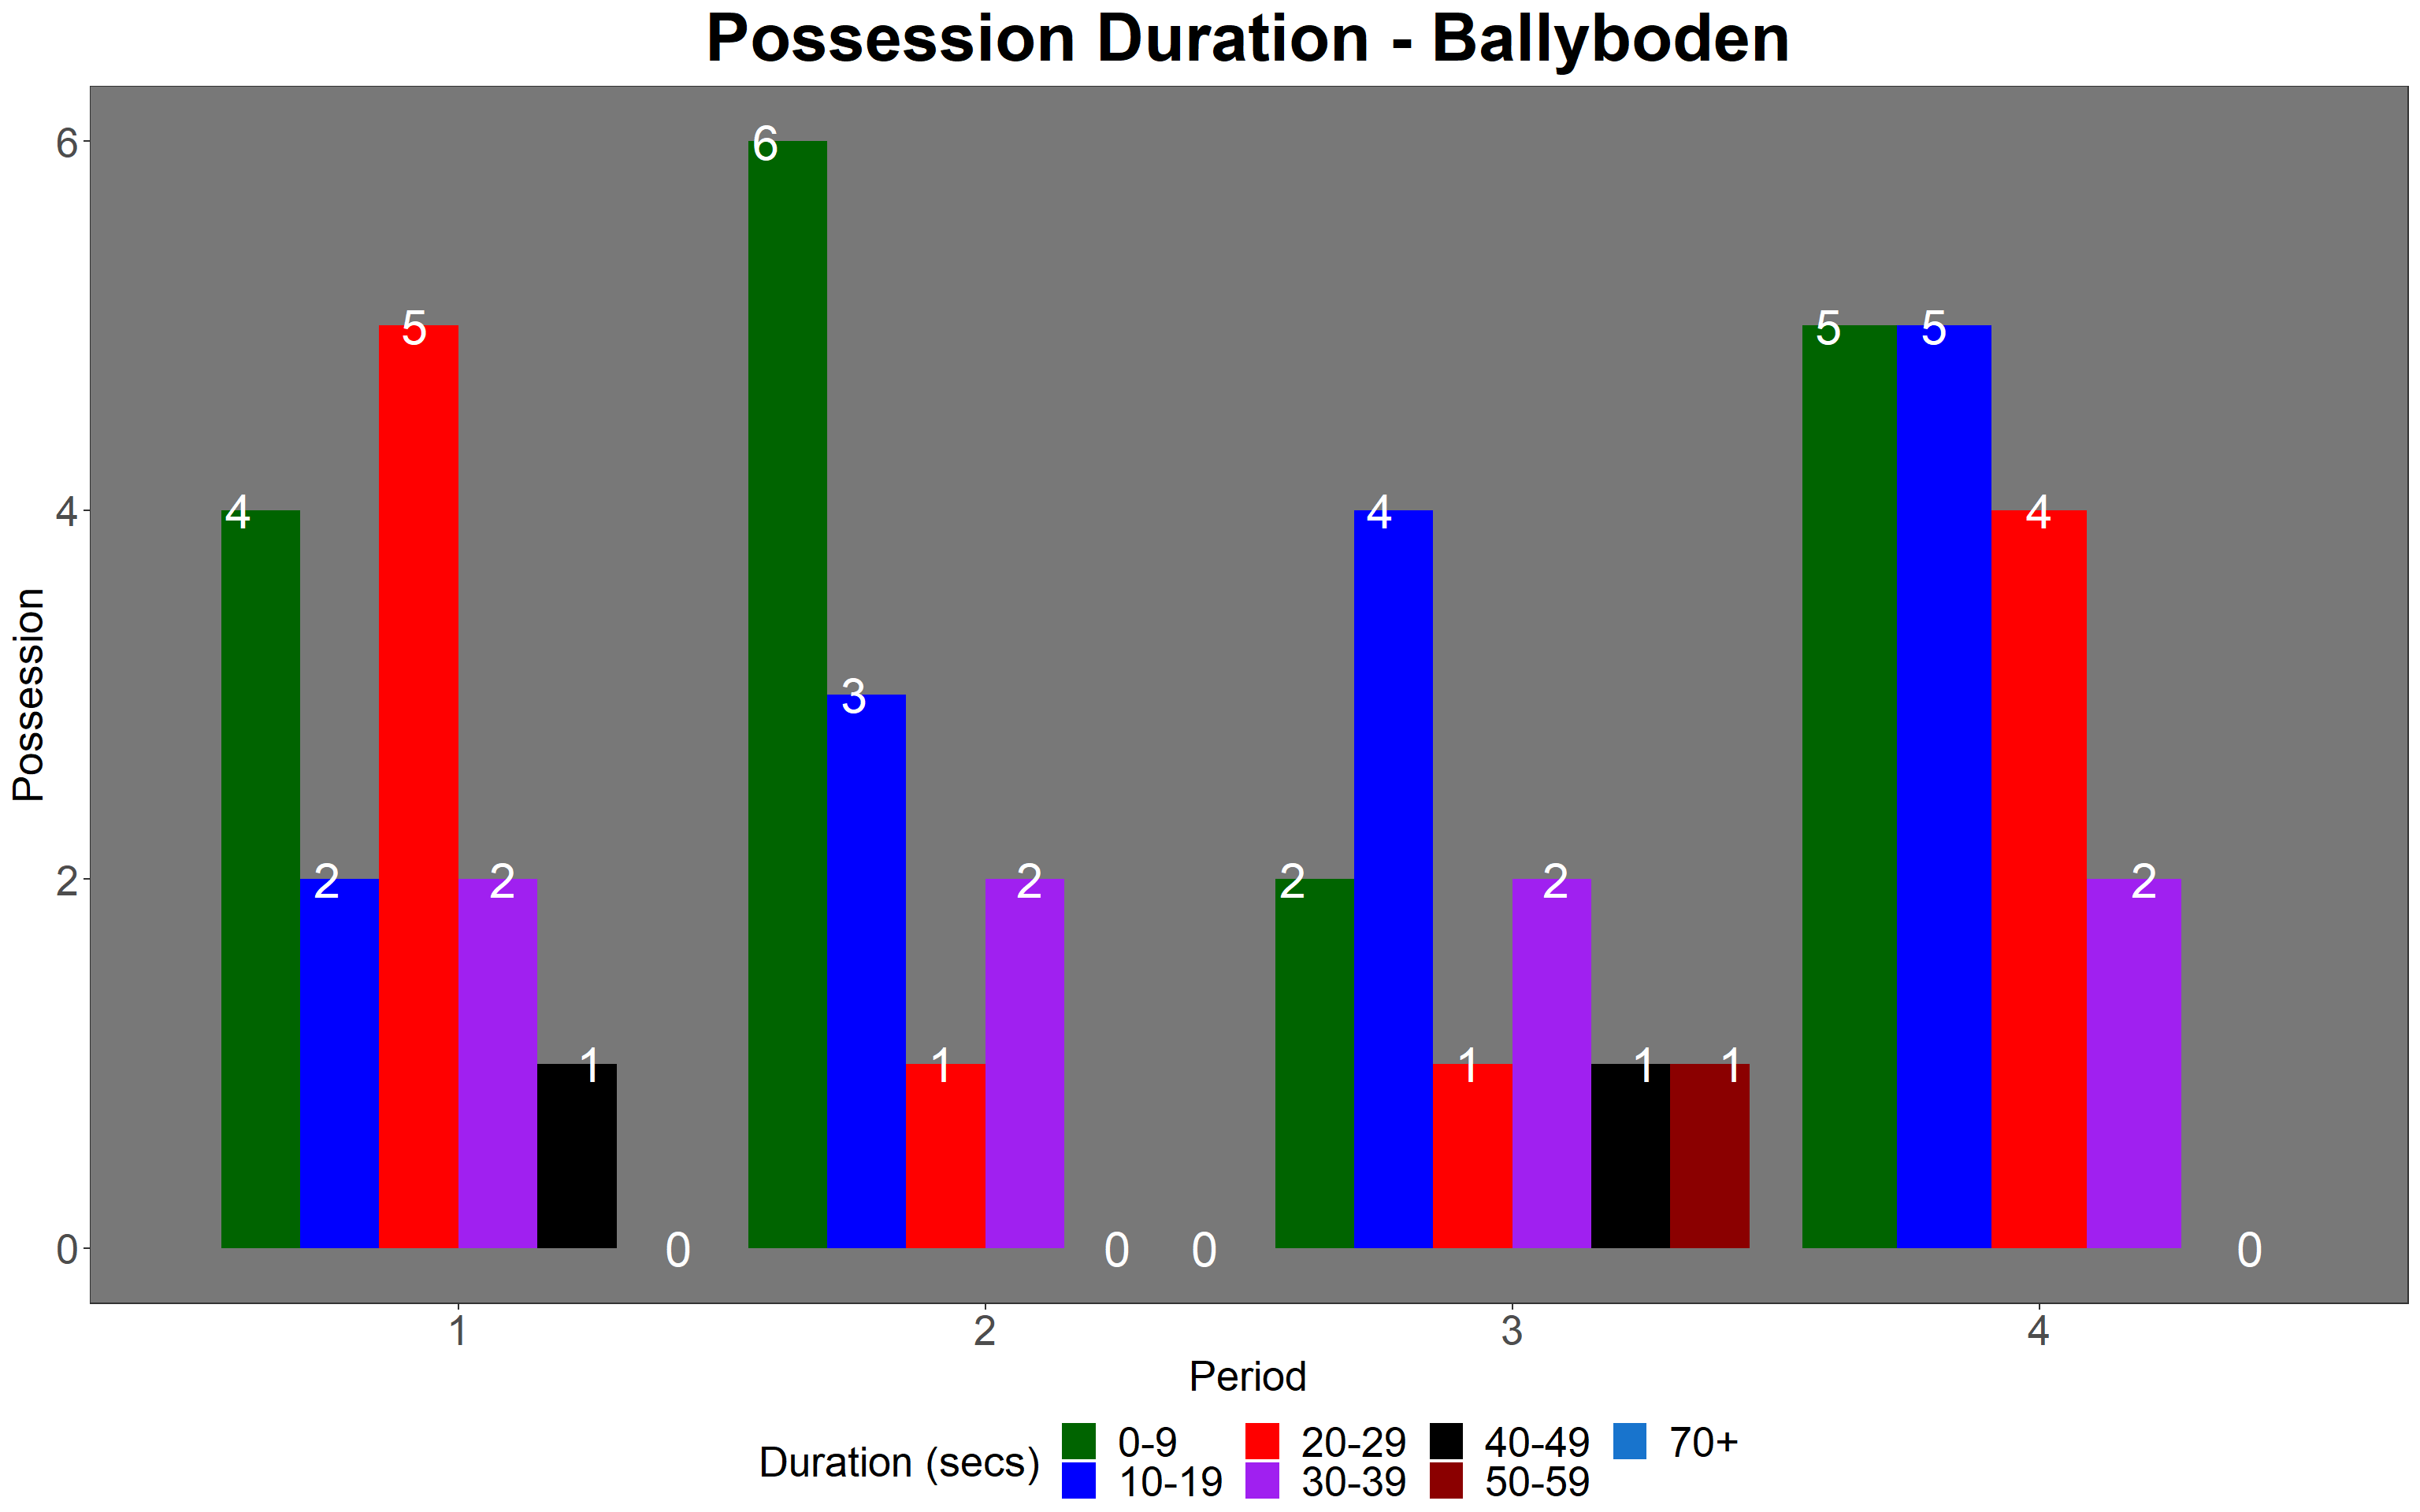 Possession Duration - Ballyboden
Possession
6
4
2
0
4 2 5 2 1 0
6 3 1 2 0 0
2 4 1 2 1 1
5 5 4 2 0
1 2 3 4
Period
Duration (secs)
0-9 20-29 40-49 70+
10-19 30-39 50-59